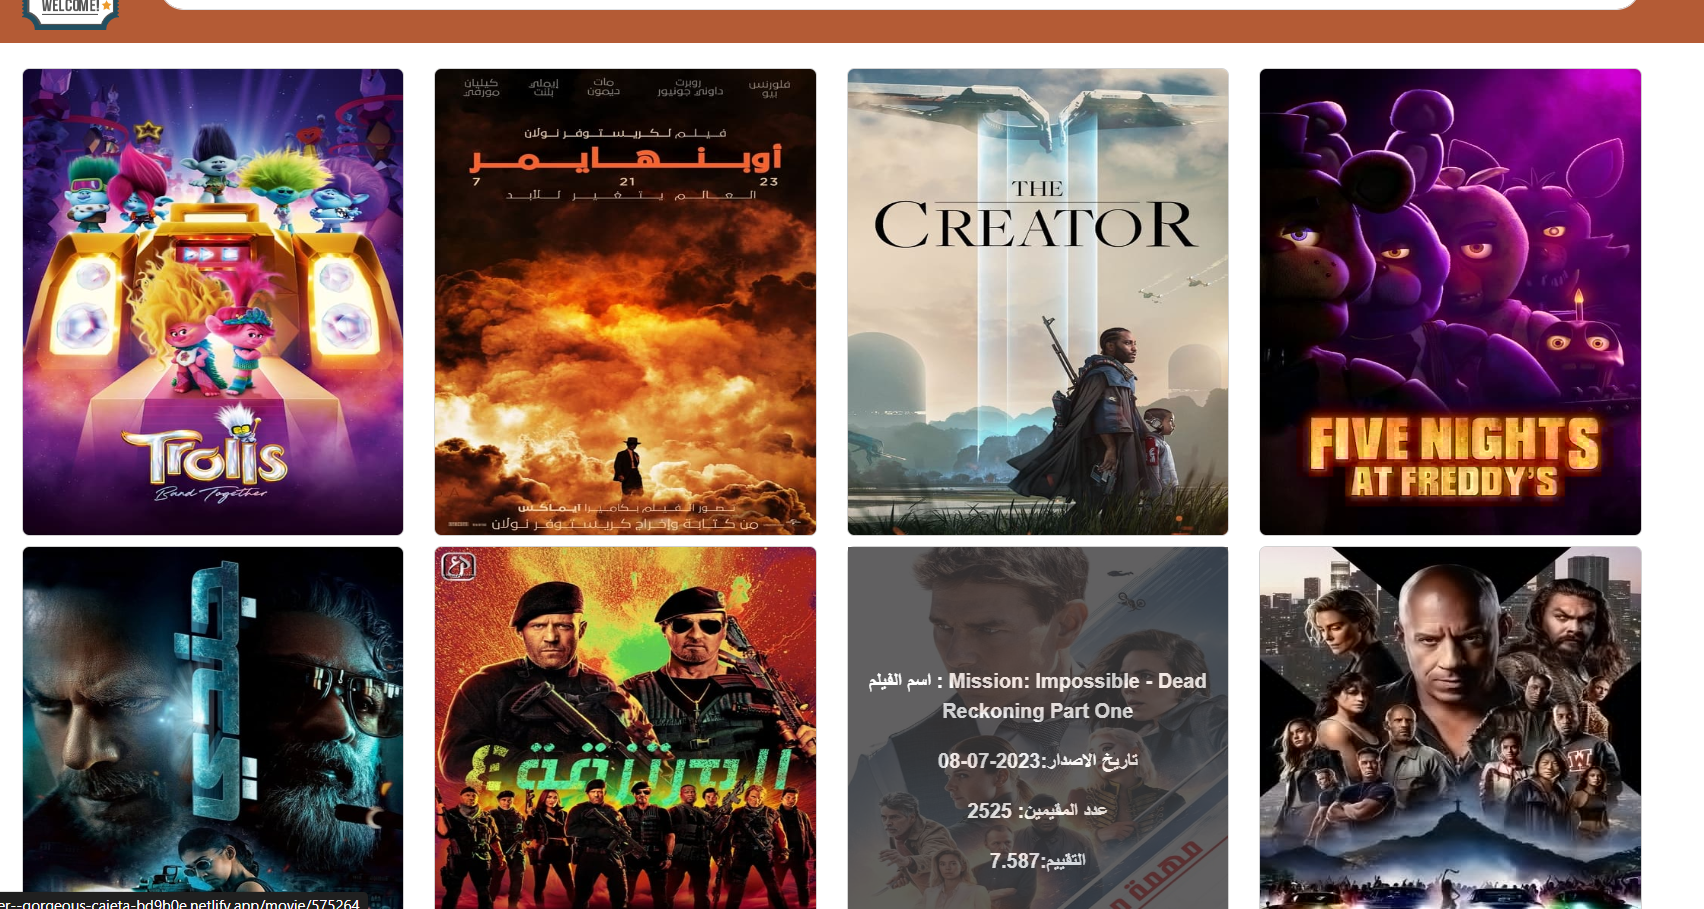 WELCOME!
Trolls
Band Together
فلورنس بيو
روبرت داوني جونيور
مات ديمون
إيملي بلنت
كيليان مورفي
فيلم لكريستوفر نولان
أوبنهايمر
7 21 23
العالم يتغير للأبد
تصور الفيلم بكاميرا ايماكس
من كتابة وإخراج كريستوفر نولان
THE
CREATOR
FIVE NIGHTS
AT FREDDY'S
المرتزقة ٤
اسم الفيلم : Mission: Impossible - Dead
Reckoning Part One
تاريخ الاصدار:2023-07-08
عدد المقيمين: 2525
التقييم:7.587
مهمة
er--gorgeous-cajeta-bd9b0e.netlify.app/movie/575264